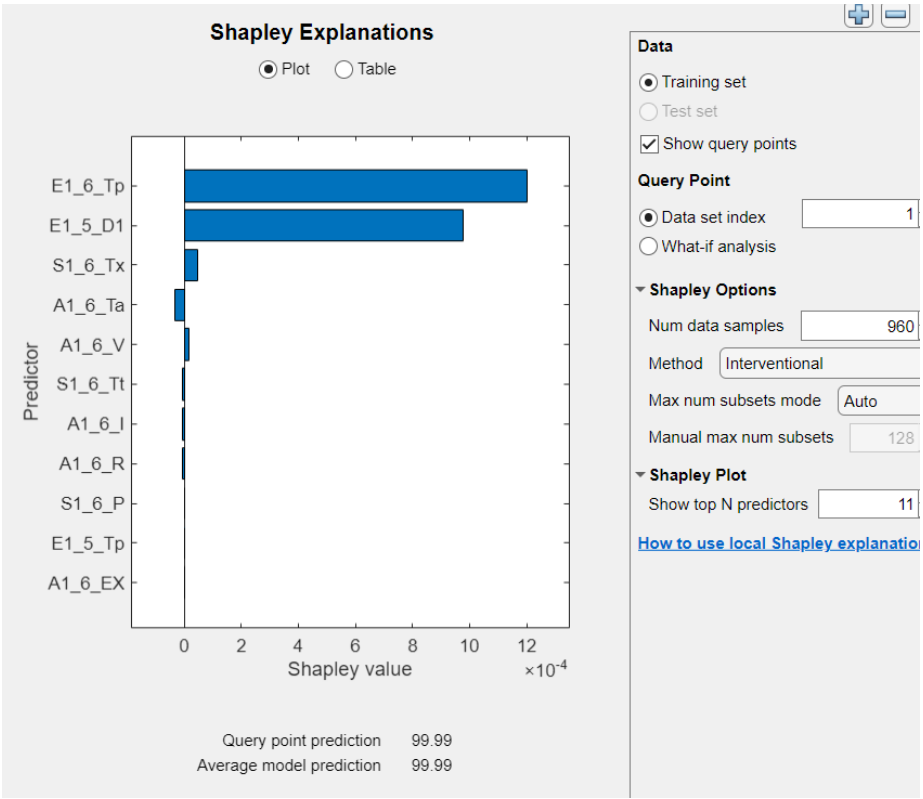 Shapley Explanations
Plot Table
E1_6_Tp
E1_5_D1
S1_6_Tx
A1_6_Ta
A1_6_V
S1_6_Tt
A1_6_I
A1_6_R
S1_6_P
E1_5_Tp
A1_6_EX
Predictor
0 2 4 6 8 10 12
Shapley value
×10⁻⁴
Query point prediction 99.99
Average model prediction 99.99
Data
Training set
Test set
Show query points
Query Point
Data set index 1
What-if analysis
Shapley Options
Num data samples 960
Method Interventional
Max num subsets mode Auto
Manual max num subsets 128
Shapley Plot
Show top N predictors 11
How to use local Shapley